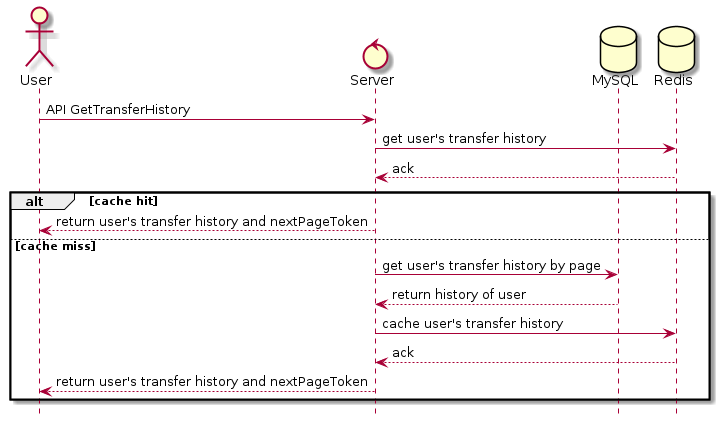 User
Server
MySQL
Redis
API GetTransferHistory
get user's transfer history
ack
alt [cache hit]
return user's transfer history and nextPageToken
[cache miss]
get user's transfer history by page
return history of user
cache user's transfer history
ack
return user's transfer history and nextPageToken